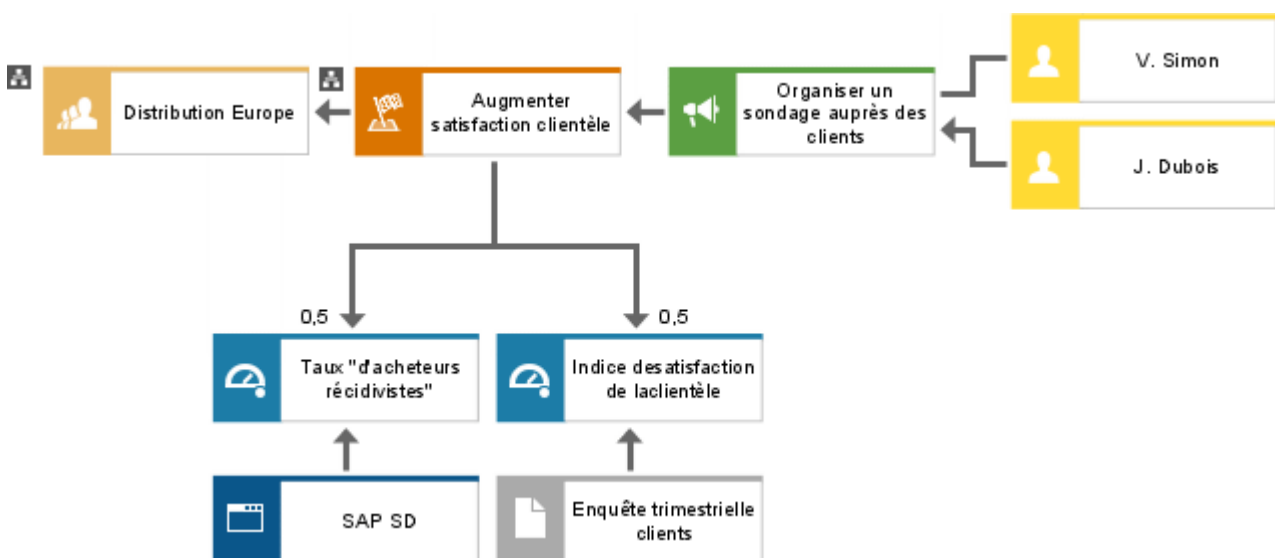 V. Simon
Distribution Europe
Augmenter
satisfaction clientèle
Organiser un
sondage auprès des
clients
J. Dubois
0,5
0,5
Taux "d'acheteurs
récidivistes"
Indice desatisfaction
de laclientèle
SAP SD
Enquête trimestrielle
clients